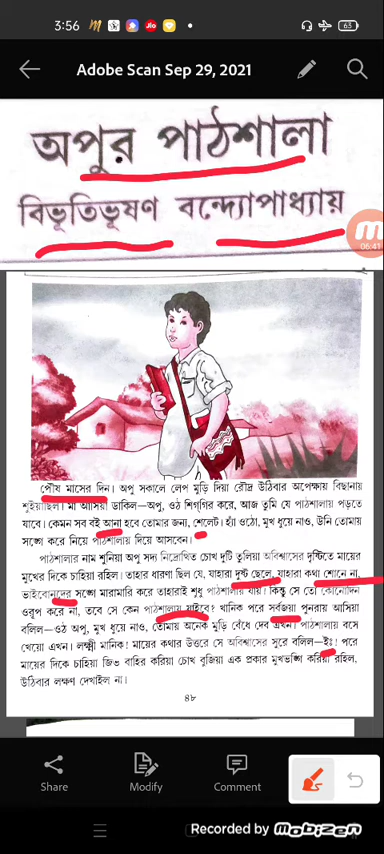 3:56
63
Adobe Scan Sep 29, 2021
অপুর পাঠশালা
বিভূতিভূষণ বন্দ্যোপাধ্যায়
06:41
পৌষ মাসের দিন। অপু সকালে লেপ মুড়ি দিয়া রৌদ্র উঠিবার অপেক্ষায় বিছানায়
শুইয়াছিল। মা আসিয়া ডাকিল—অপু, ওঠ শিগ্‌গির করে, আজ তুমি যে পাঠশালায় পড়তে
যাবে। কেমন সব বই আনা হবে তোমার জন্য, শেলেট। হ্যাঁ ওঠো, মুখ ধুয়ে নাও, উনি তোমায়
সঙ্গে করে নিয়ে পাঠশালায় দিয়ে আসবেন।
পাঠশালার নাম শুনিয়া অপু সদ্য নিদ্রোত্থিত চোখ দুটি তুলিয়া অবিশ্বাসের দৃষ্টিতে মায়ের
মুখের দিকে চাহিয়া রহিল। তাহার ধারণা ছিল যে, যাহারা দুষ্ট ছেলে, যাহারা কথা শোনে না,
ভাইবোনদের সঙ্গে মারামারি করে তাহারাই শুধু পাঠশালায় যায়। কিন্তু সে তো কোনোদিন
ওরূপ করে না, তবে সে কেন পাঠশালায় যাইবে? খানিক পরে সর্বজয়া পুনরায় আসিয়া
বলিল—ওঠ অপু, মুখ ধুয়ে নাও, তোমায় অনেক মুড়ি বেঁধে দেব এখন। পাঠশালায় বসে
খেয়ো এখন। লক্ষ্মী মানিক! মায়ের কথার উত্তরে সে অবিশ্বাসের সুরে বলিল—ইঃ! পরে
মায়ের দিকে চাহিয়া জিভ বাহির করিয়া চোখ বুজিয়া এক প্রকার মুখভঙ্গি করিয়া রহিল,
উঠিবার লক্ষণ দেখাইল না।
৪৮
Share
Modify
Comment
Recorded by mobizen